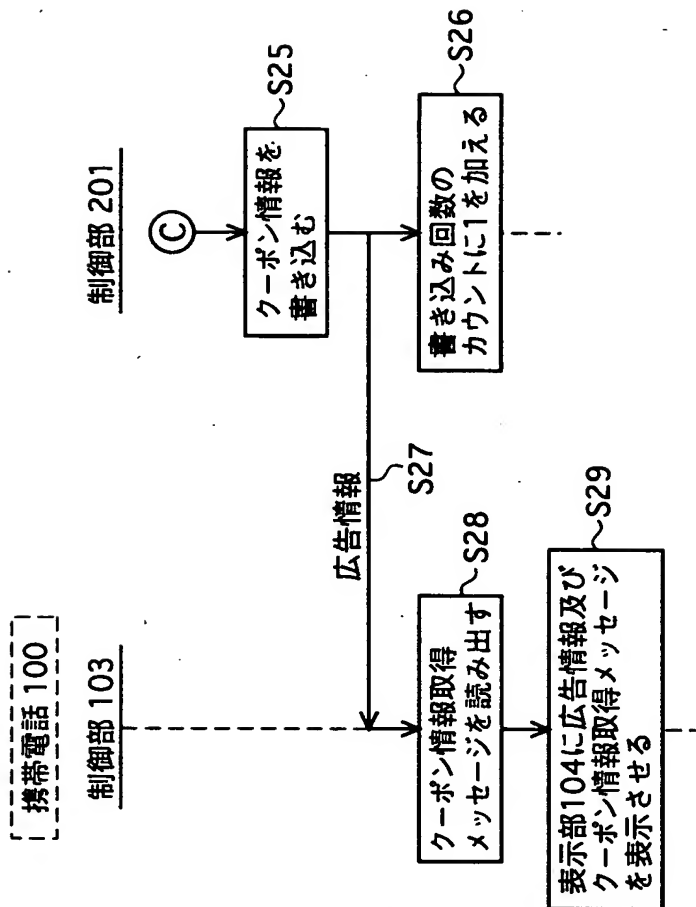 携帯電話 100
制御部 103
制御部 201
C
クーポン情報を
書き込む
S25
広告情報
S27
書き込み回数の
カウントに1を加える
S26
クーポン情報取得
メッセージを読み出す
S28
表示部104に広告情報及び
クーポン情報取得メッセージ
を表示させる
S29